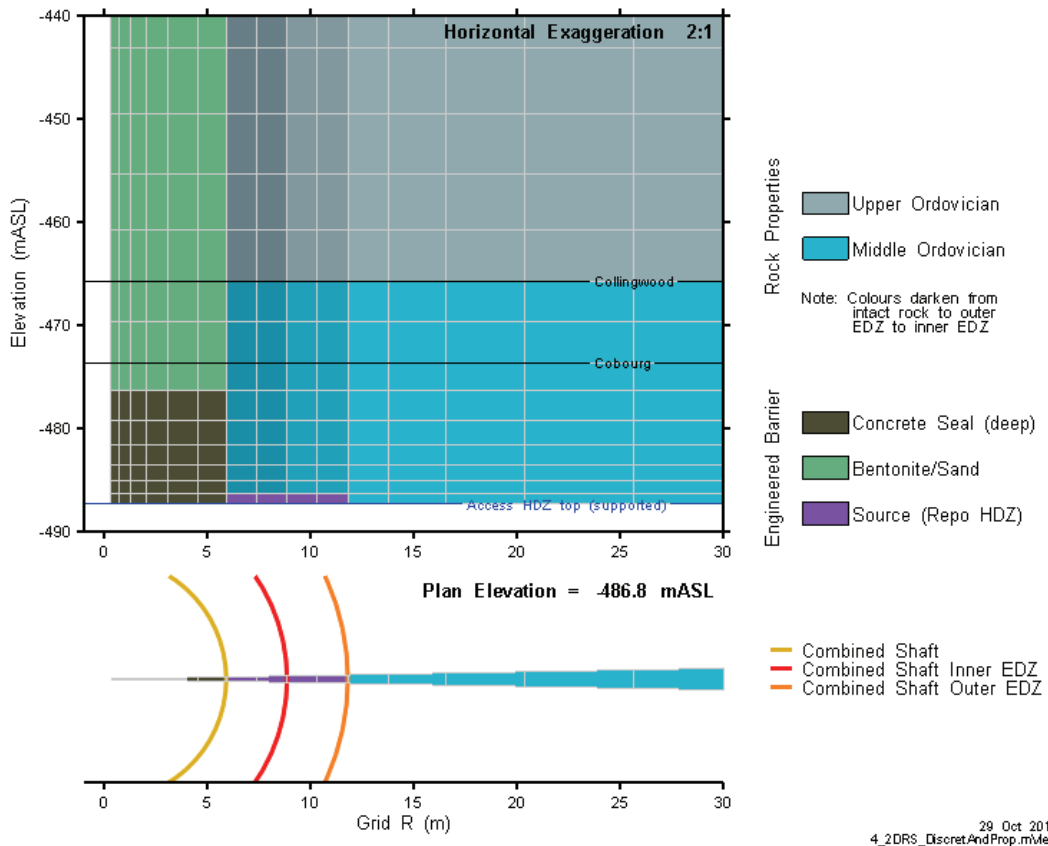 Horizontal Exaggeration 2:1
-440
-450
-460
-470
-480
-490
Elevation (mASL)
Collingwood
Cobourg
Access HDZ top (supported)
0 5 10 15 20 25 30
Rock Properties
Upper Ordovician
Middle Ordovician
Note: Colours darken from
intact rock to outer
EDZ to inner EDZ
Engineered Barrier
Concrete Seal (deep)
Bentonite/Sand
Source (Repo HDZ)
Plan Elevation = -486.8 mASL
Combined Shaft
Combined Shaft Inner EDZ
Combined Shaft Outer EDZ
0 5 10 15 20 25 30
Grid R (m)
29 Oct 201